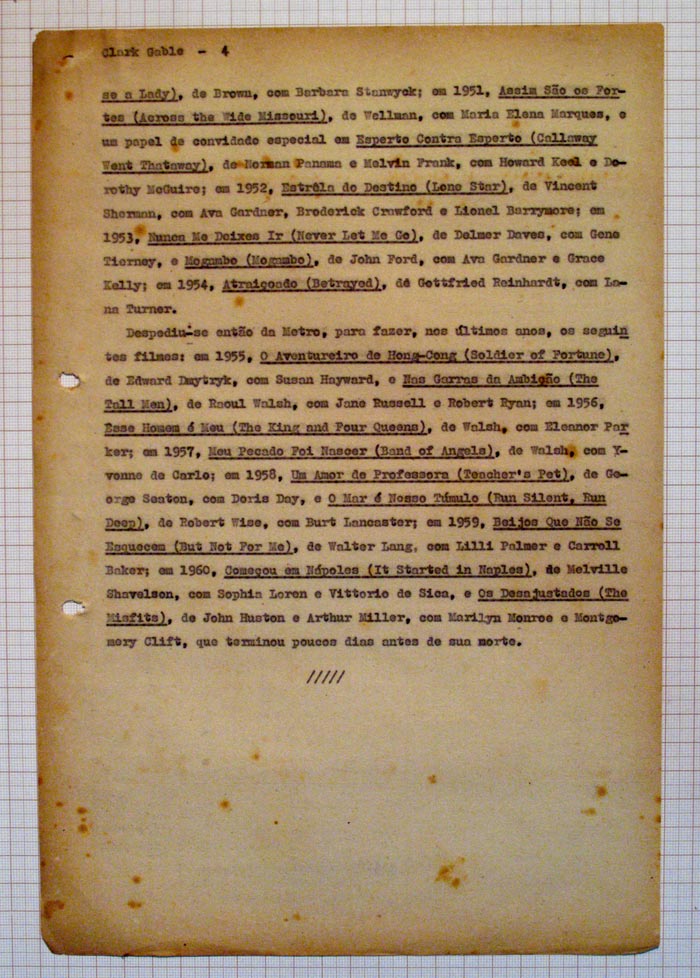 Clark Gable - 4
se a Lady), de Brown, com Barbara Stanwyck; em 1951, Assim São os For-
tes (Across the Wide Missouri), de Wellman, com Maria Elena Marques, e
um papel de convidado especial em Esperto Contra Esperto (Callaway
Went Thataway), de Norman Panama e Melvin Frank, com Howard Keel e Do-
rothy McGuire; em 1952, Estrêla do Destino (Lone Star), de Vincent
Sherman, com Ava Gardner, Broderick Crawford e Lionel Barrymore; em
1953, Nunca Me Deixes Ir (Never Let Me Go), de Delmer Daves, com Gene
Tierney, e Mogambo (Mogambo), de John Ford, com Ava Gardner e Grace
Kelly; em 1954, Atraiçoado (Betrayed), de Gottfried Reinhardt, com La-
na Turner.
Despediu-se então da Metro, para fazer, nos últimos anos, os seguin
tes filmes: em 1955, O Aventureiro de Hong-Cong (Soldier of Fortune),
de Edward Dmytryk, com Susan Hayward, e Nas Garras da Ambição (The
Tall Men), de Raoul Walsh, com Jane Russell e Robert Ryan; em 1956,
Esse Homem é Meu (The King and Four Queens), de Walsh, com Eleanor Par
ker; em 1957, Meu Pecado Foi Nascer (Band of Angels), de Walsh, com Y-
vonne de Carlo; em 1958, Um Amor de Professora (Teacher's Pet), de Ge-
orge Seaton, com Doris Day, e O Mar é Nosso Túmulo (Run Silent, Run
Deep), de Robert Wise, com Burt Lancaster; em 1959, Beijos Que Não Se
Esquecem (But Not For Me), de Walter Lang, com Lilli Palmer e Carroll
Baker; em 1960, Começou em Nápoles (It Started in Naples), de Melville
Shavelson, com Sophia Loren e Vittorio de Sica, e Os Desajustados (The
Misfits), de John Huston e Arthur Miller, com Marilyn Monroe e Montgo-
mery Clift, que terminou poucos dias antes de sua morte.
/////